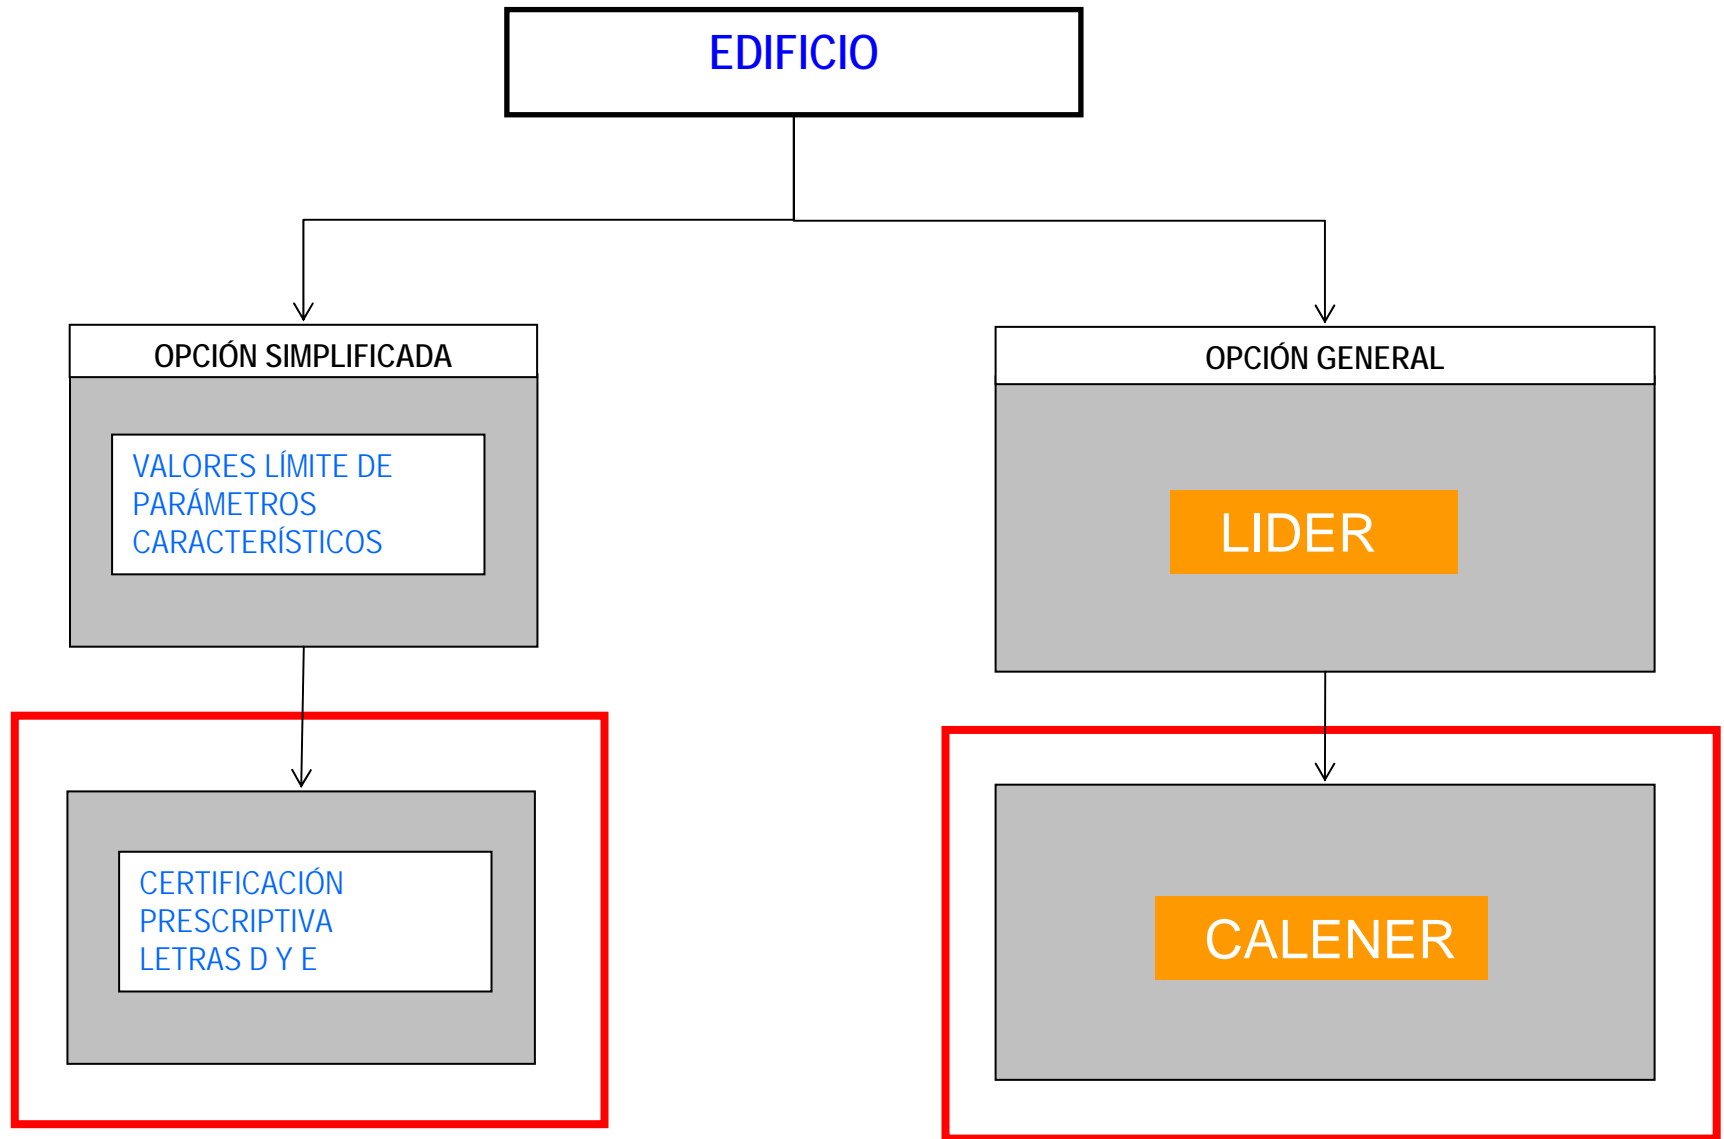 EDIFICIO
OPCIÓN SIMPLIFICADA
VALORES LÍMITE DE
PARÁMETROS
CARACTERÍSTICOS
OPCIÓN GENERAL
LIDER
CERTIFICACIÓN
PRESCRIPTIVA
LETRAS D Y E
CALENER